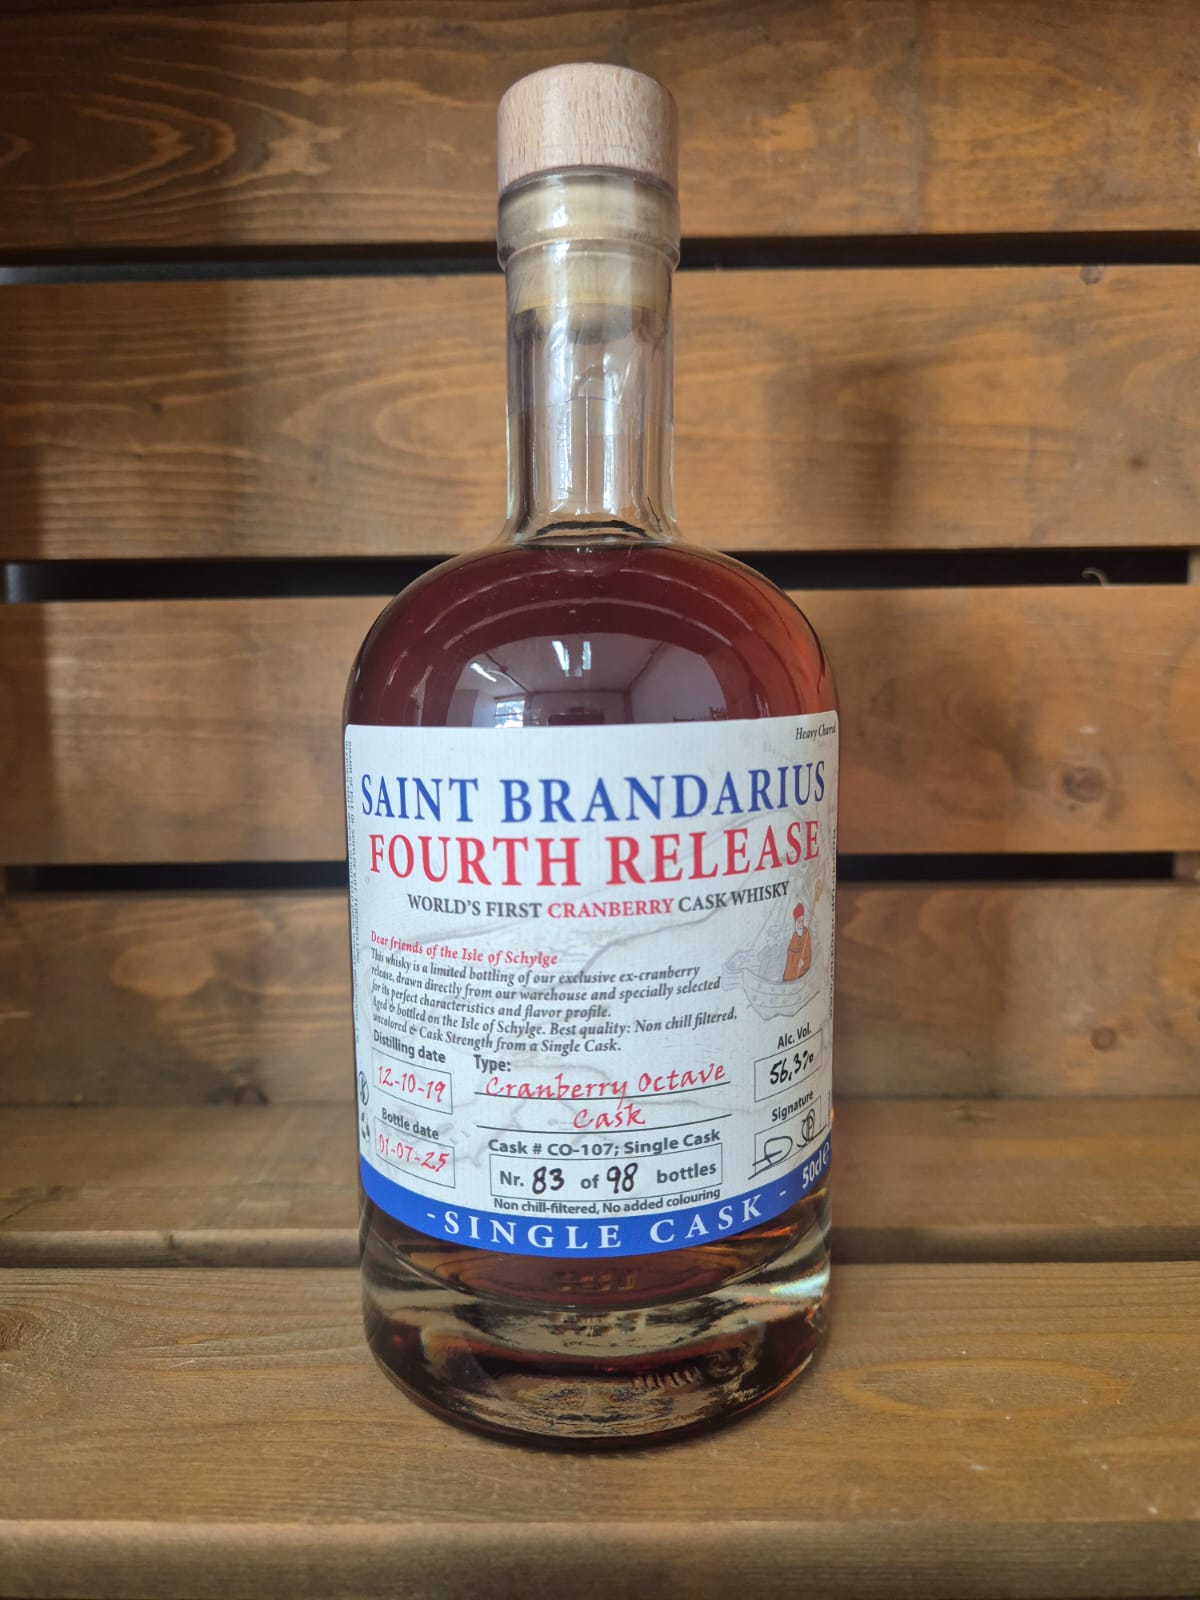 Heavy Charred
SAINT BRANDARIUS
FOURTH RELEASE
WORLD'S FIRST CRANBERRY CASK WHISKY
Dear friends of the Isle of Schylge
This whisky is a limited bottling of our exclusive ex-cranberry
release, drawn directly from our warehouse and specially selected
for its perfect characteristics and flavor profile.
Aged & bottled on the Isle of Schylge. Best quality: Non chill filtered,
uncolored & Cask Strength from a Single Cask.
Distilling date
12-10-19
Bottle date
01-07-25
Type:
Cranberry Octave
Cask
Cask # CO-107; Single Cask
Nr. 83 of 98 bottles
Non chill-filtered, No added colouring
Alc. Vol.
56,3%
Signature
- SINGLE CASK -
50cl e